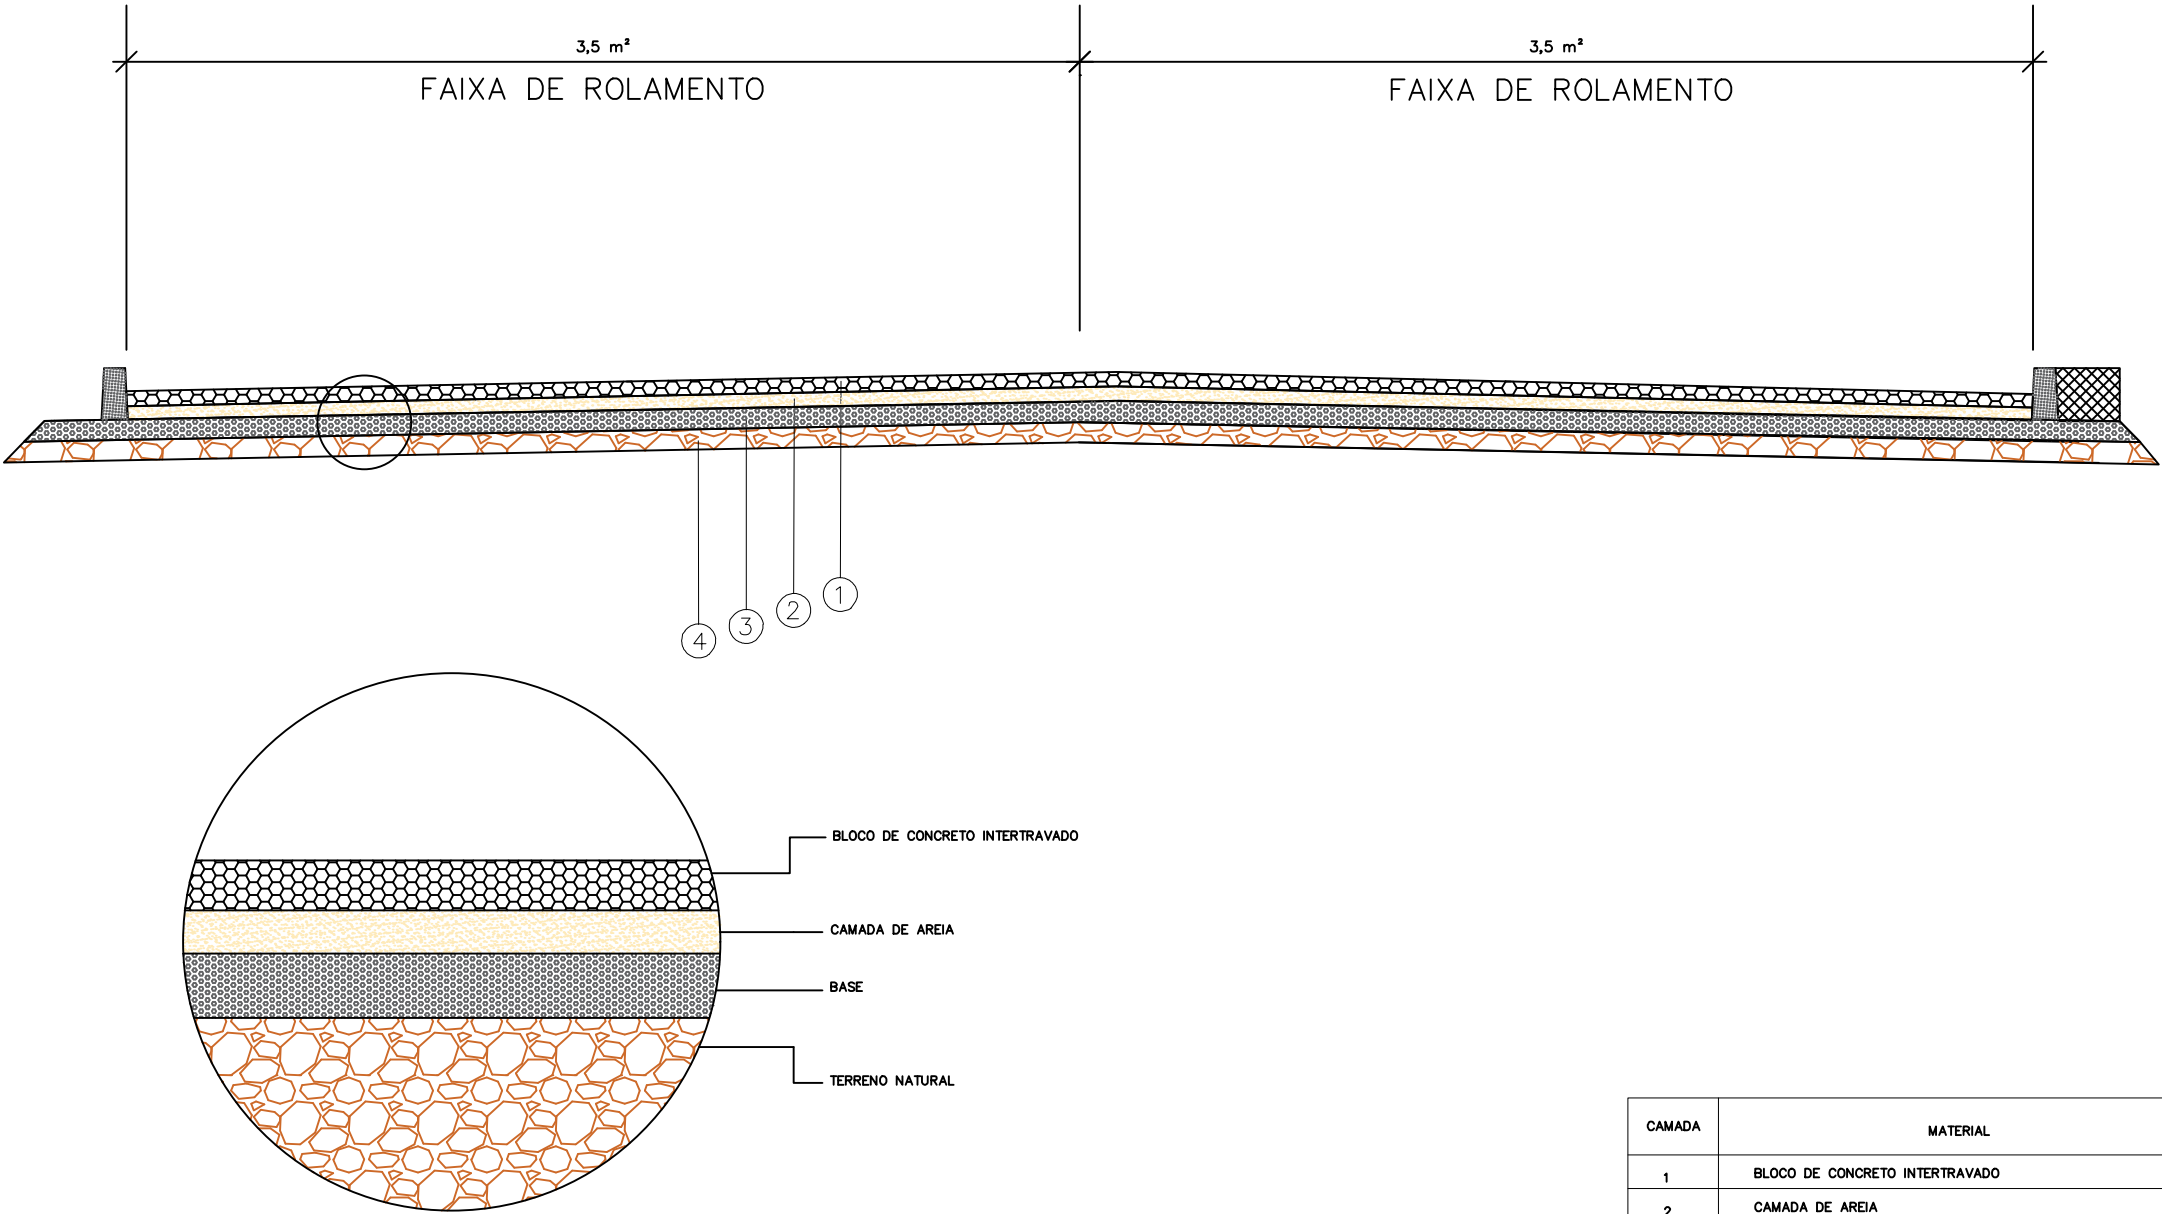 3,5 m²
3,5 m²
FAIXA DE ROLAMENTO
FAIXA DE ROLAMENTO
1
2
3
4
BLOCO DE CONCRETO INTERTRAVADO
CAMADA DE AREIA
BASE
TERRENO NATURAL
CAMADA MATERIAL
1 BLOCO DE CONCRETO INTERTRAVADO
2 CAMADA DE AREIA